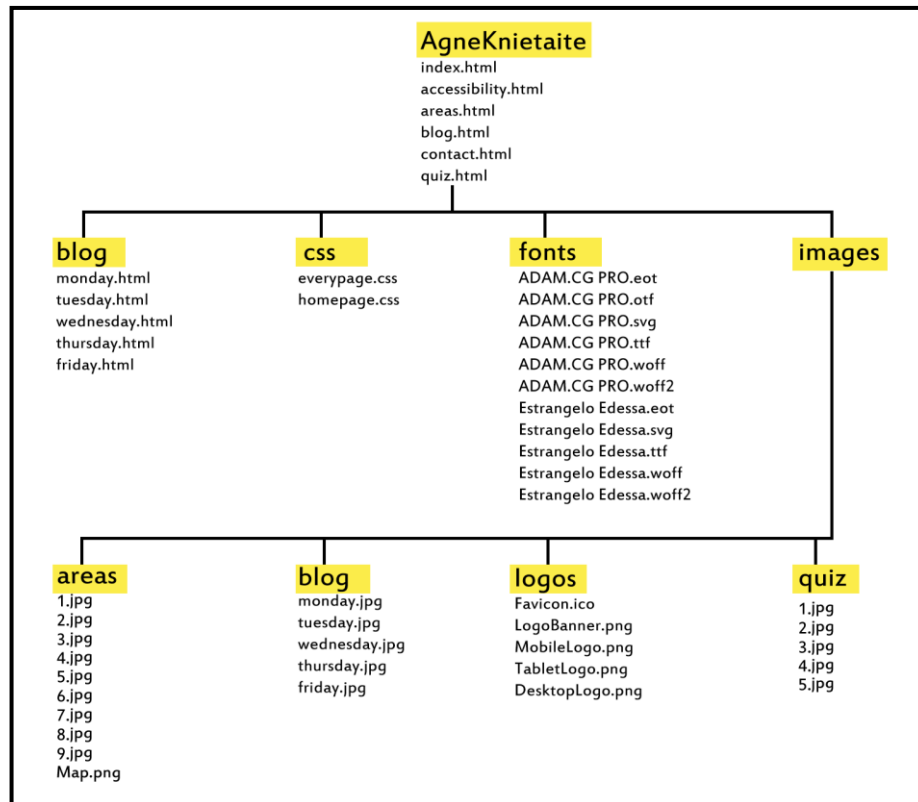 AgneKnietaite
index.html
accessibility.html
areas.html
blog.html
contact.html
quiz.html
blog
monday.html
tuesday.html
wednesday.html
thursday.html
friday.html
css
everypage.css
homepage.css
fonts
ADAM.CG PRO.eot
ADAM.CG PRO.otf
ADAM.CG PRO.svg
ADAM.CG PRO.ttf
ADAM.CG PRO.woff
ADAM.CG PRO.woff2
Estrangelo Edessa.eot
Estrangelo Edessa.svg
Estrangelo Edessa.ttf
Estrangelo Edessa.woff
Estrangelo Edessa.woff2
images
areas
1.jpg
2.jpg
3.jpg
4.jpg
5.jpg
6.jpg
7.jpg
8.jpg
9.jpg
Map.png
blog
monday.jpg
tuesday.jpg
wednesday.jpg
thursday.jpg
friday.jpg
logos
Favicon.ico
LogoBanner.png
MobileLogo.png
TabletLogo.png
DesktopLogo.png
quiz
1.jpg
2.jpg
3.jpg
4.jpg
5.jpg